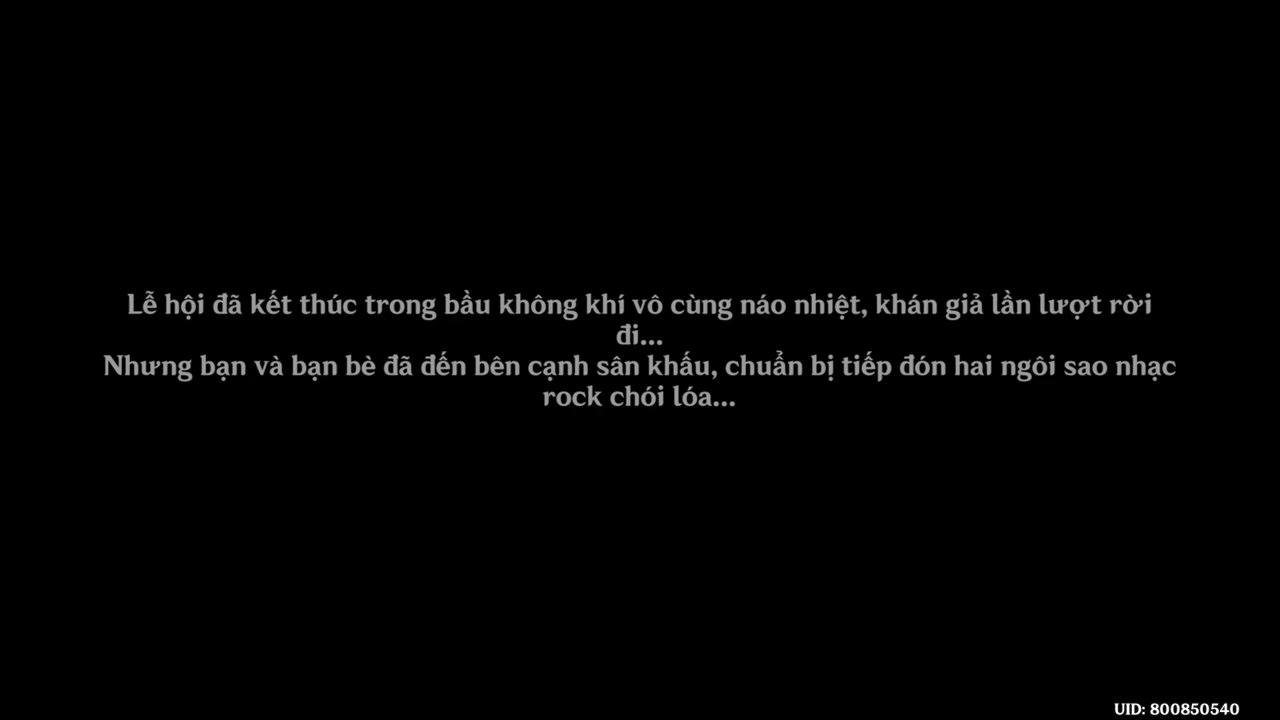 Lễ hội đã kết thúc trong bầu không khí vô cùng náo nhiệt, khán giả lần lượt rời
đi...
Nhưng bạn và bạn bè đã đến bên cạnh sân khấu, chuẩn bị tiếp đón hai ngôi sao nhạc
rock chói lóa...
UID: 800850540